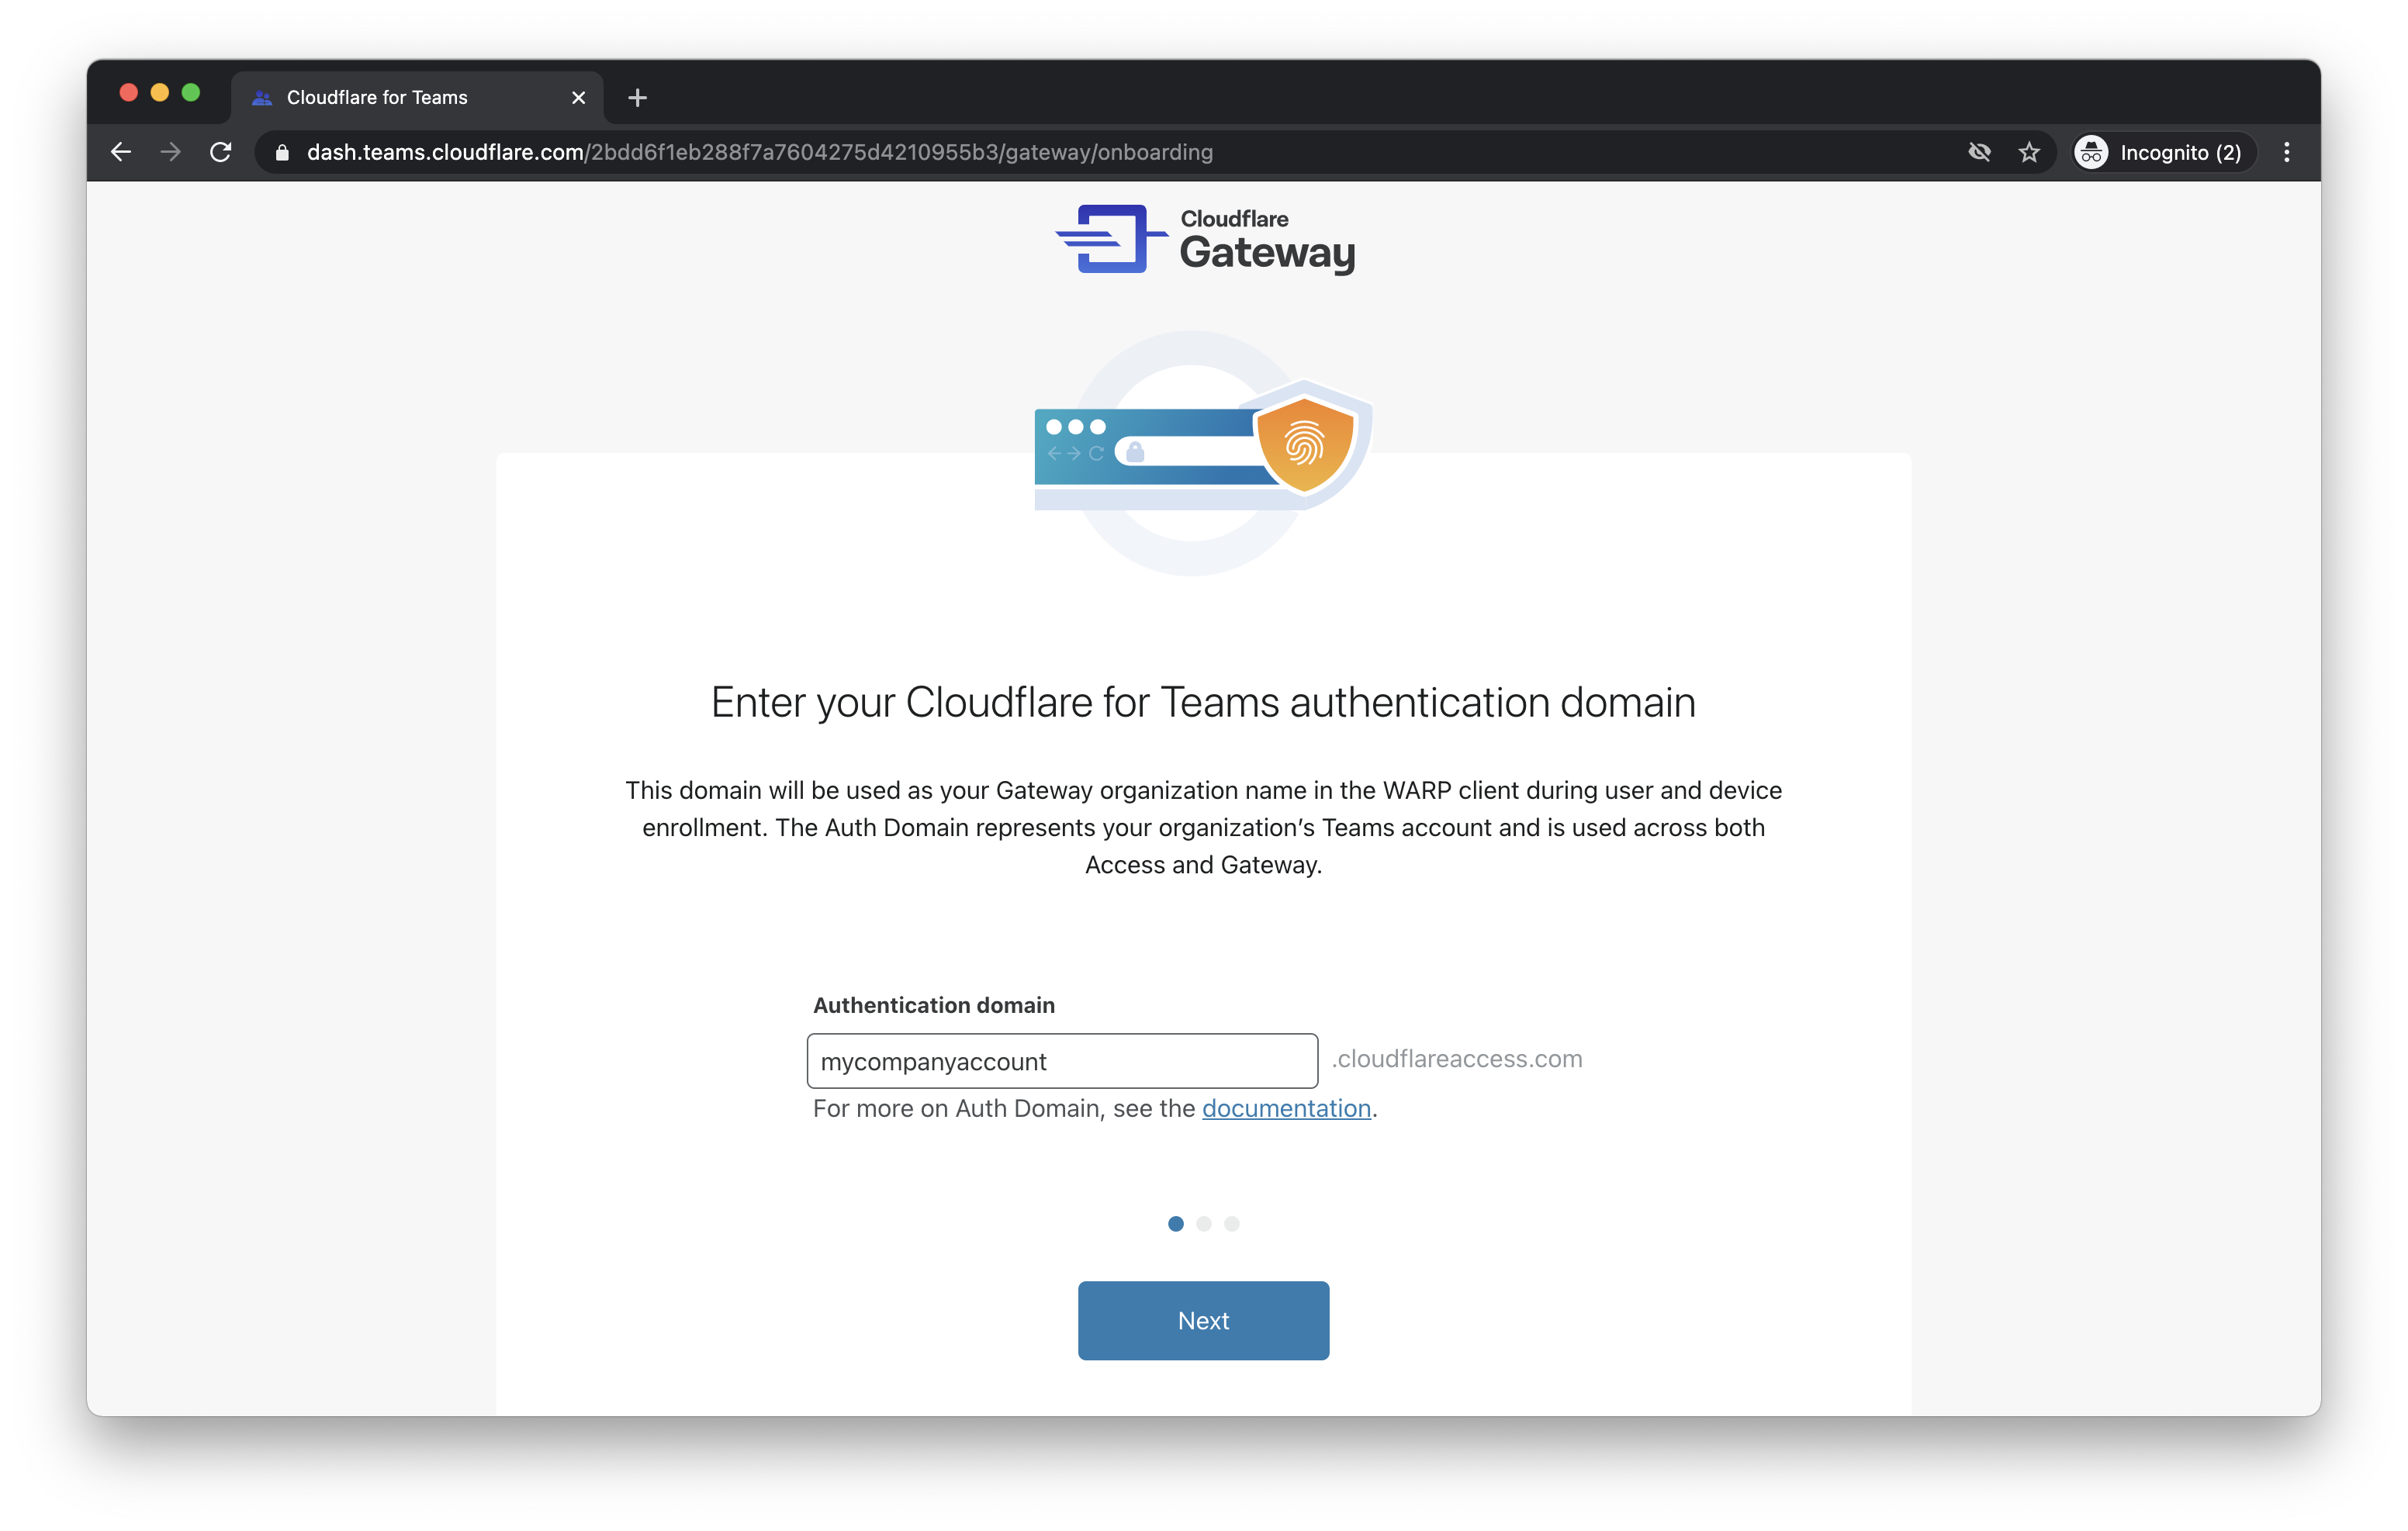 Cloudflare for Teams
dash.teams.cloudflare.com/2bdd6f1eb288f7a7604275d4210955b3/gateway/onboarding
Incognito (2)
Cloudflare
Gateway
Enter your Cloudflare for Teams authentication domain
This domain will be used as your Gateway organization name in the WARP client during user and device
enrollment. The Auth Domain represents your organization’s Teams account and is used across both
Access and Gateway.
Authentication domain
mycompanyaccount .cloudflareaccess.com
For more on Auth Domain, see the documentation.
Next